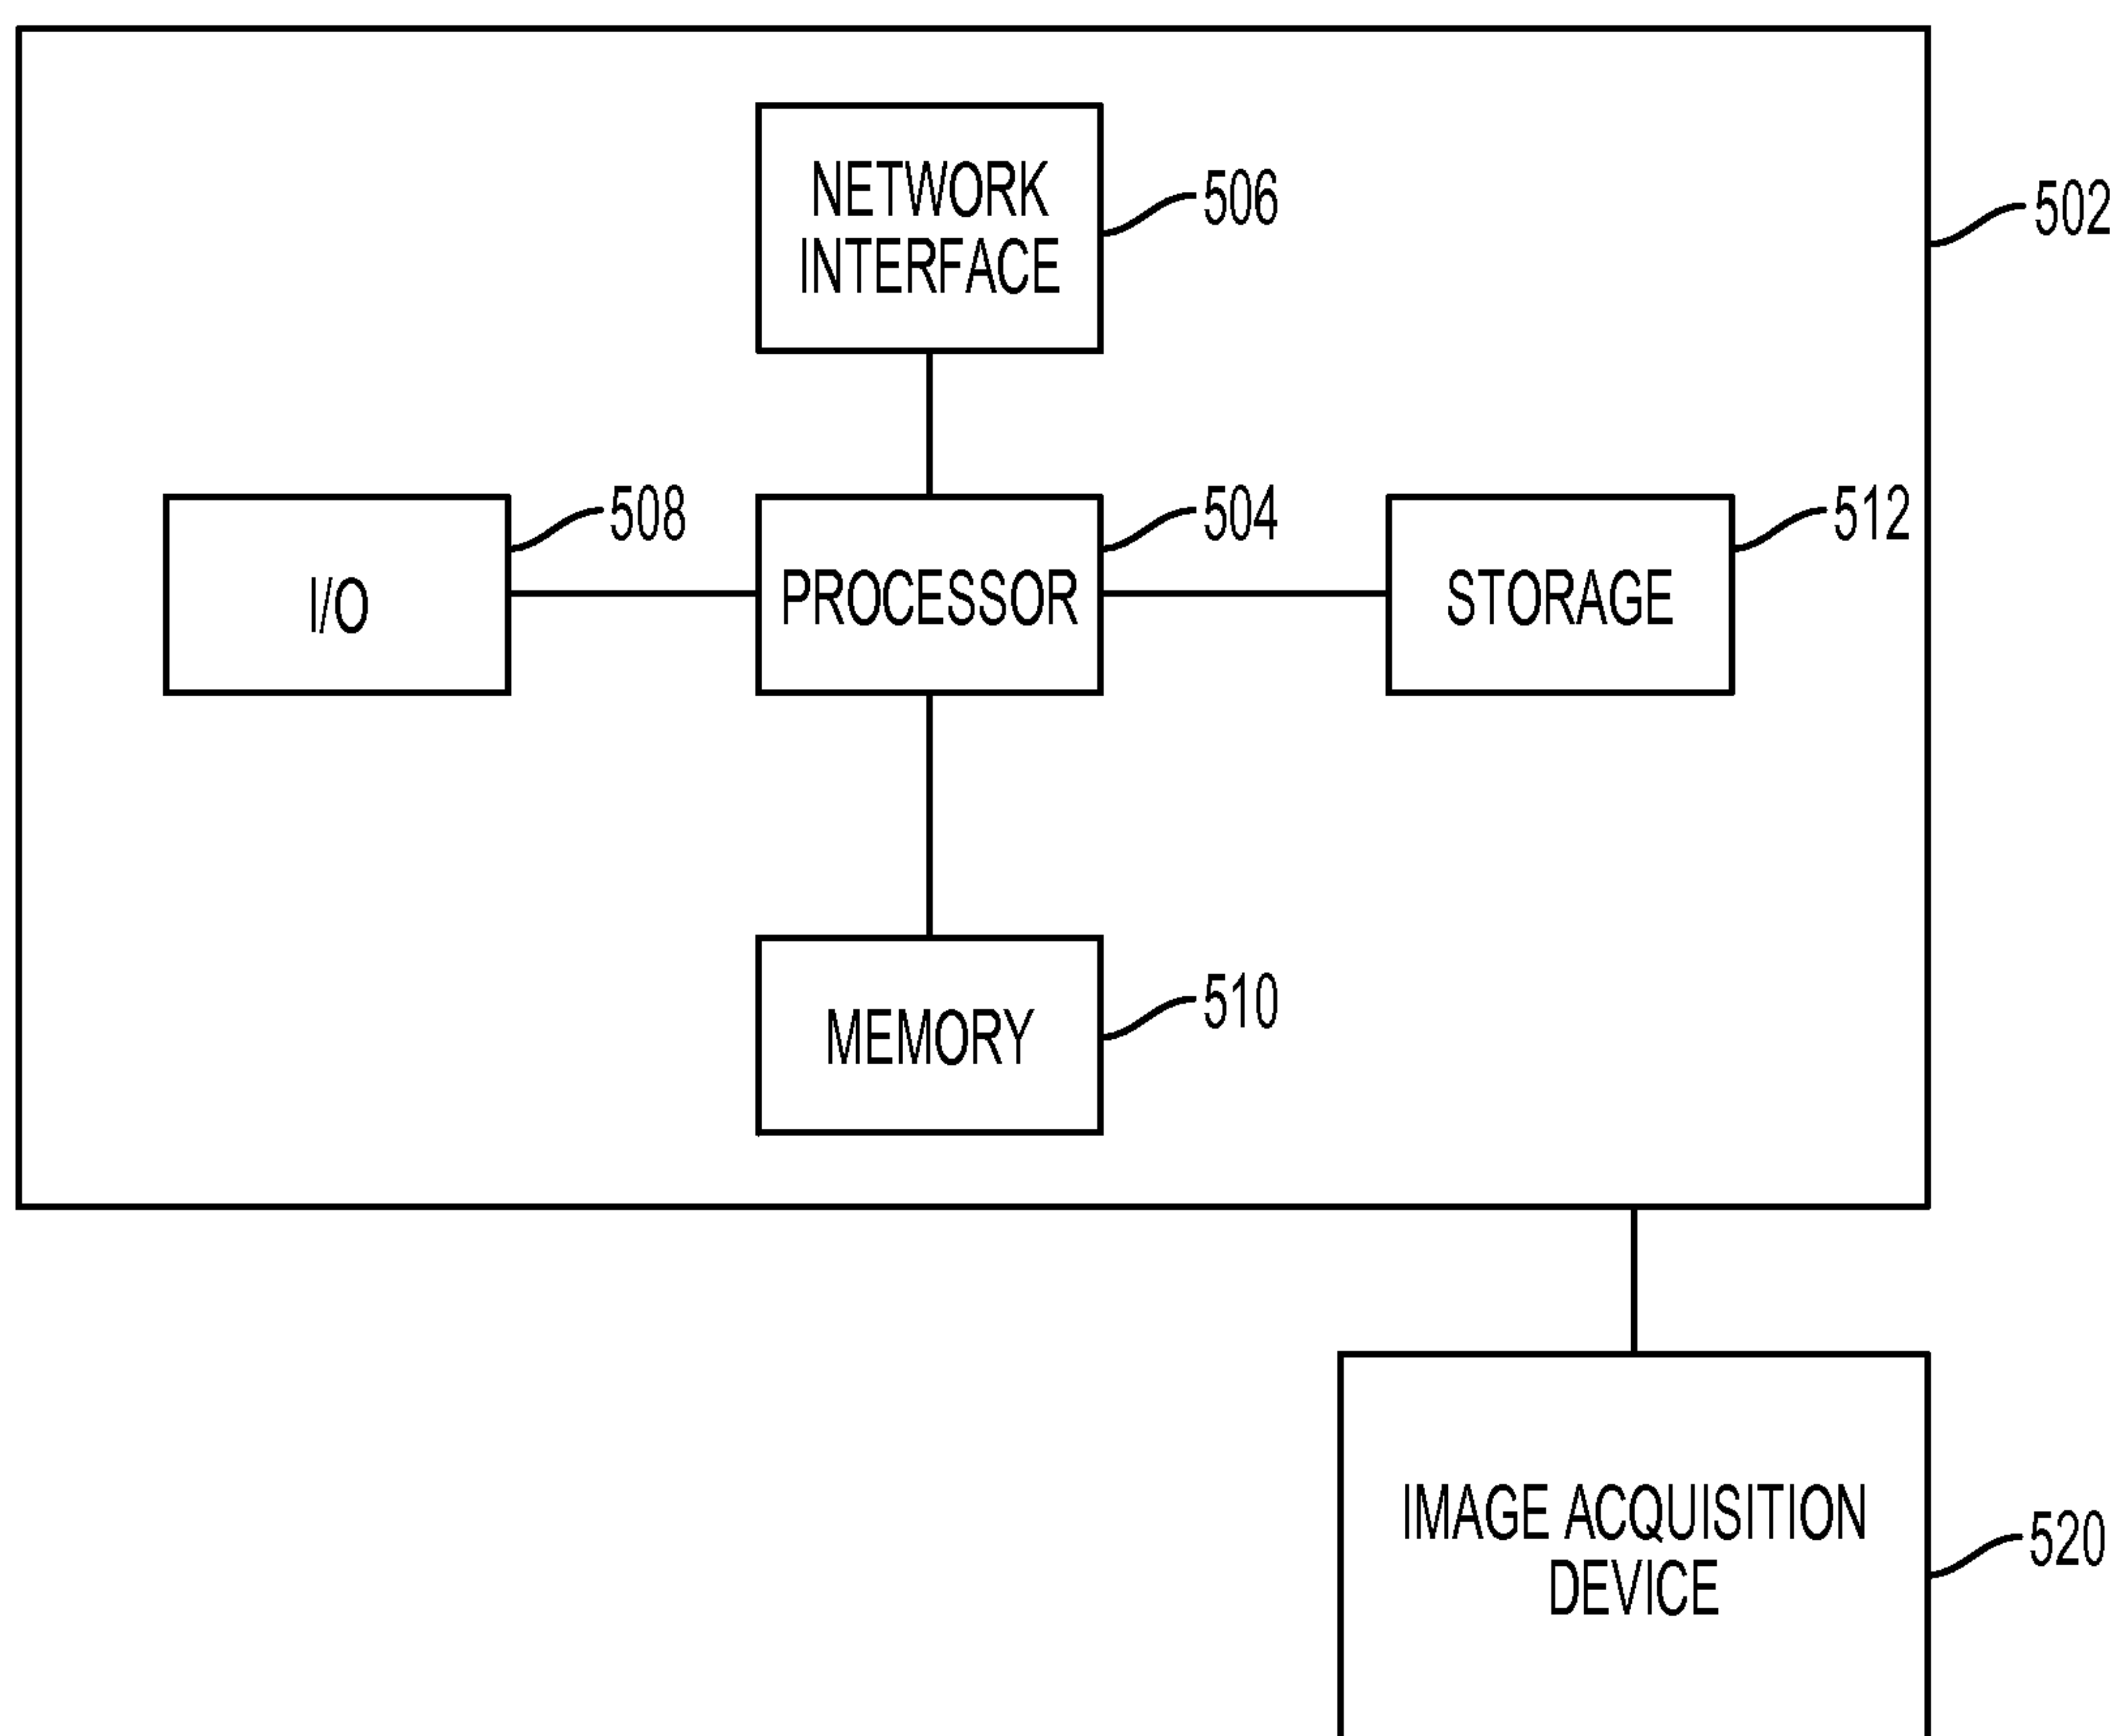 NETWORK
INTERFACE
506
502
508
504
512
I/O
PROCESSOR
STORAGE
MEMORY
510
IMAGE ACQUISITION
DEVICE
520